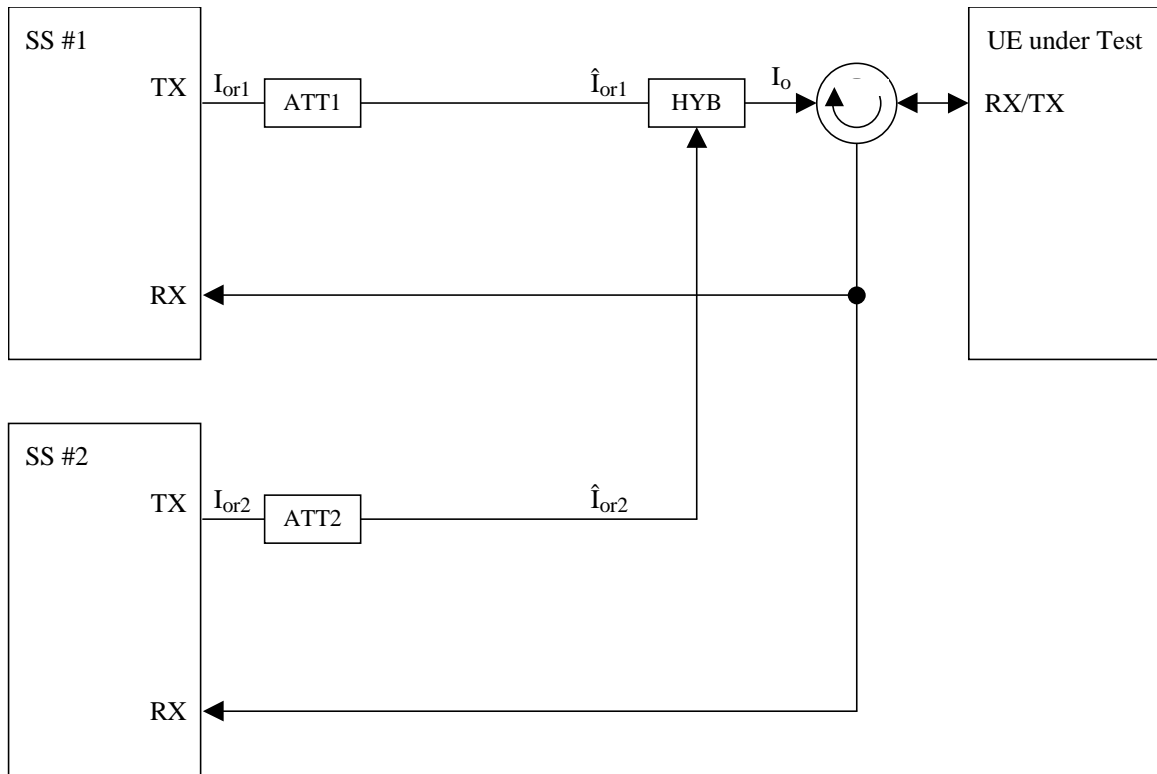 SS #1
UE under Test
TX
I_or1
ATT1
Î_or1
HYB
I_o
RX/TX
RX
SS #2
TX
I_or2
ATT2
Î_or2
RX